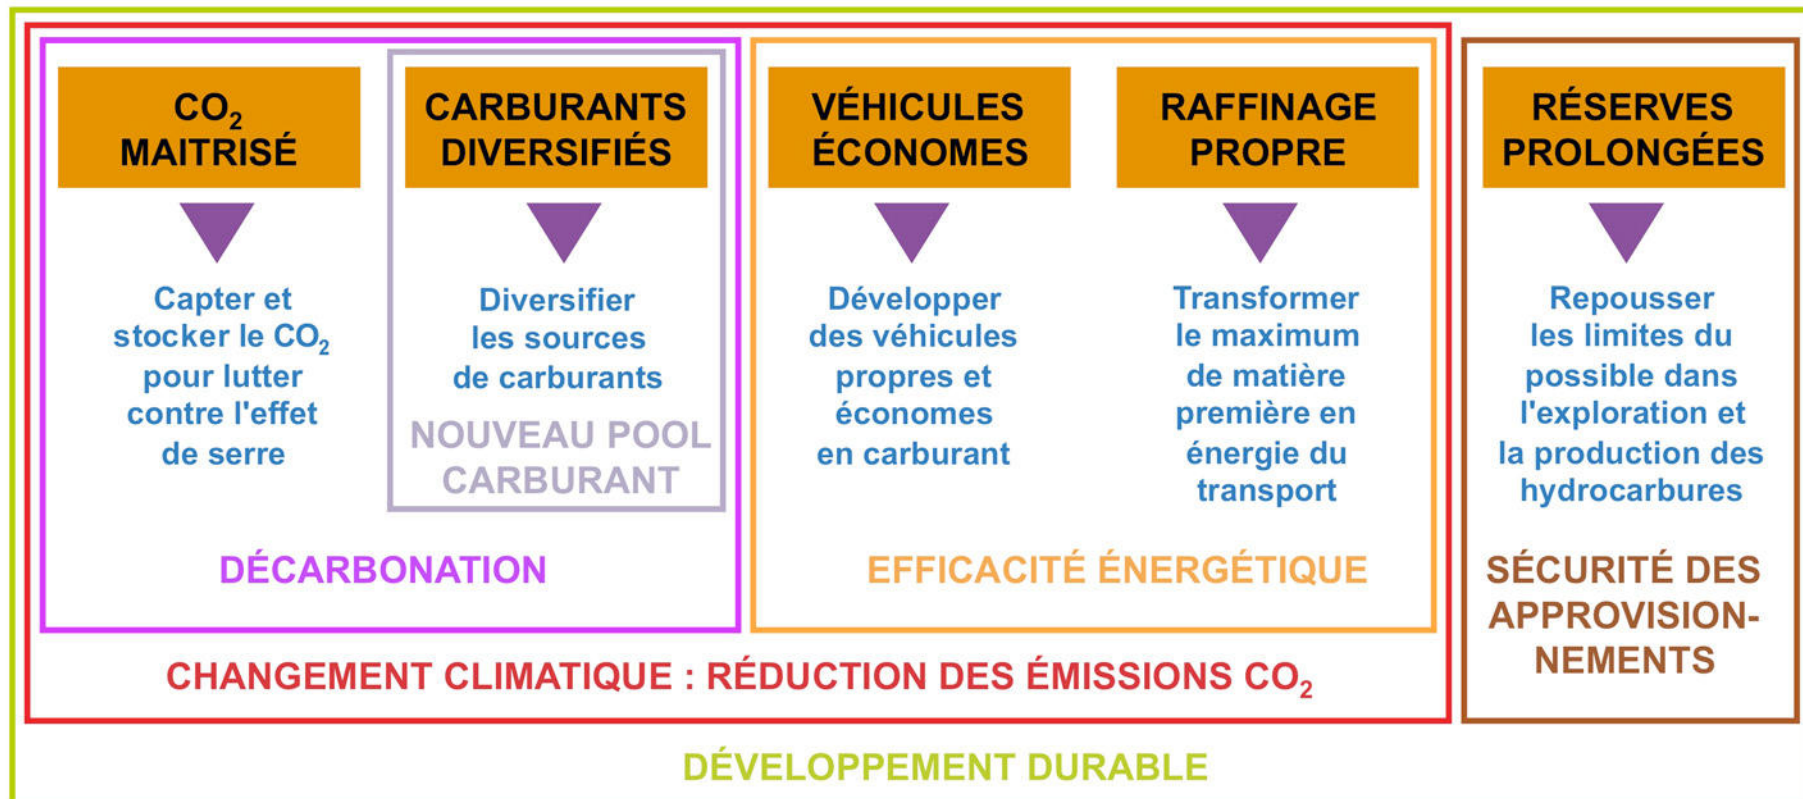 CO₂
MAITRISÉ
Capter et
stocker le CO₂
pour lutter
contre l'effet
de serre
CARBURANTS
DIVERSIFIÉS
Diversifier
les sources
de carburants
NOUVEAU POOL
CARBURANT
DÉCARBONATION
VÉHICULES
ÉCONOMES
Développer
des véhicules
propres et
économes
en carburant
RAFFINAGE
PROPRE
Transformer
le maximum
de matière
première en
énergie du
transport
EFFICACITÉ ÉNERGÉTIQUE
CHANGEMENT CLIMATIQUE : RÉDUCTION DES ÉMISSIONS CO₂
RÉSERVES
PROLONGÉES
Repousser
les limites du
possible dans
l'exploration et
la production des
hydrocarbures
SÉCURITÉ DES
APPROVISION-
NEMENTS
DÉVELOPPEMENT DURABLE